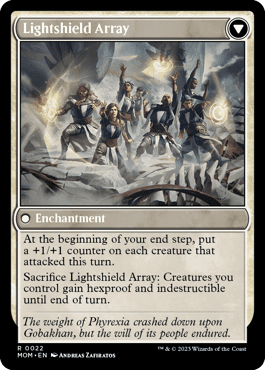 Lightshield Array
Enchantment
At the beginning of your end step, put
a +1/+1 counter on each creature that
attacked this turn.
Sacrifice Lightshield Array: Creatures you
control gain hexproof and indestructible
until end of turn.
The weight of Phyrexia crashed down upon
Gobakhan, but the will of its people endured.
R 0022
MOM • EN ANDREAS ZAFIRATOS
™ & © 2023 Wizards of the Coast